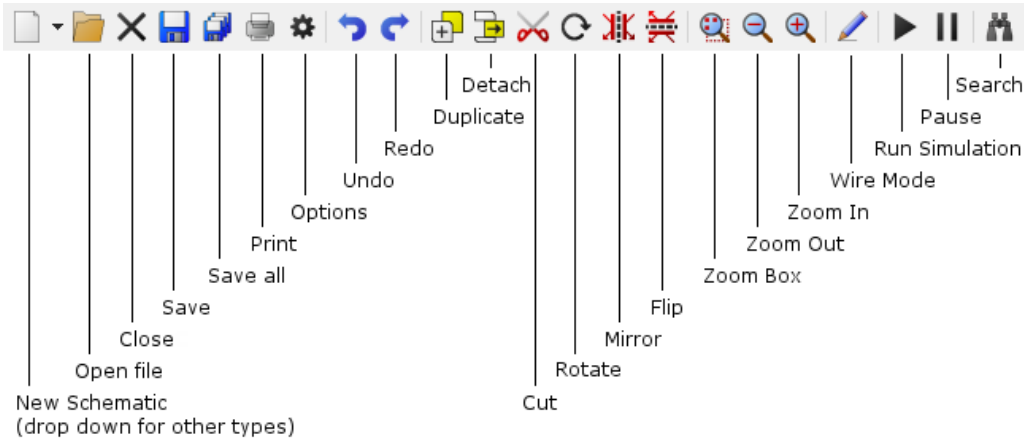 Detach
Search
Duplicate
Pause
Redo
Run Simulation
Undo
Wire Mode
Options
Zoom In
Print
Zoom Out
Save all
Zoom Box
Save
Flip
Close
Mirror
Open file
Rotate
New Schematic
(drop down for other types)
Cut